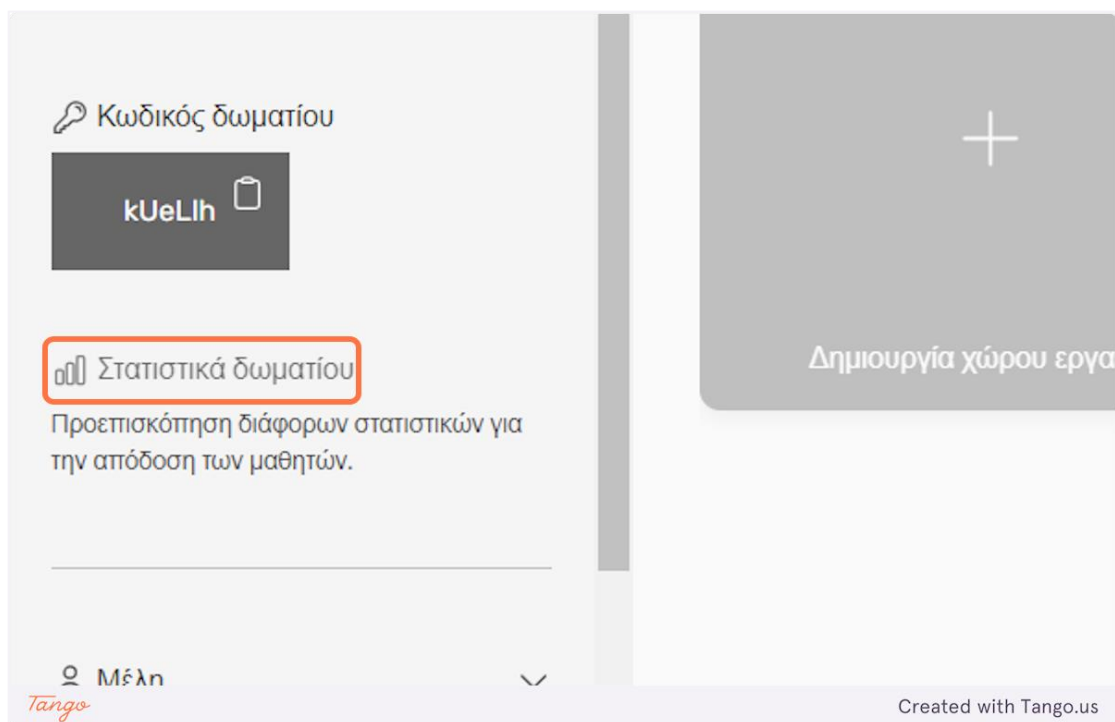 Κωδικός δωματίου
kUeLlh
Στατιστικά δωματίου
Προεπισκόπηση διάφορων στατιστικών για
την απόδοση των μαθητών.
Μέλη
Δημιουργία χώρου εργα
Tango
Created with Tango.us